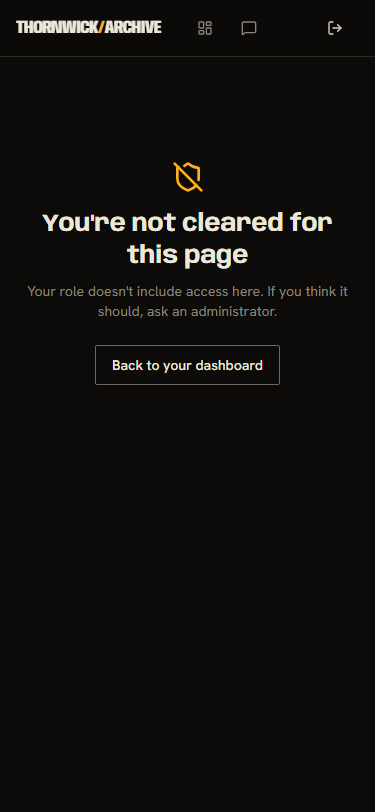 THORNWICK/ARCHIVE
You're not cleared for
this page
Your role doesn't include access here. If you think it
should, ask an administrator.
Back to your dashboard